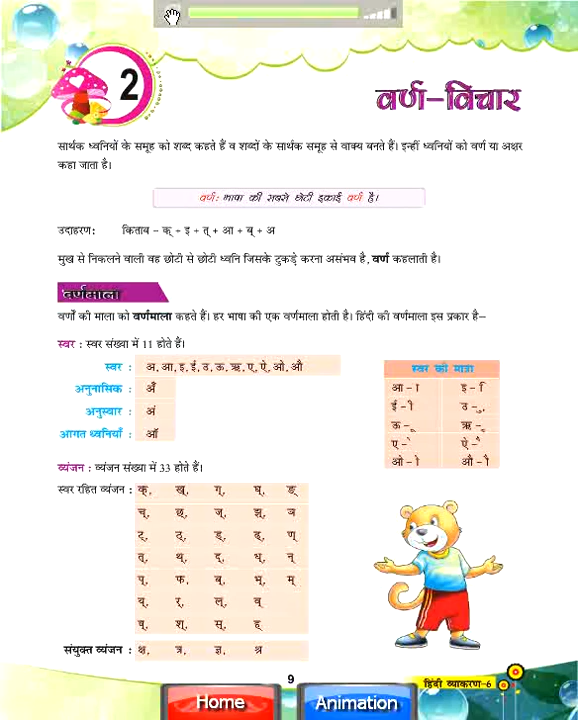 2
वर्ण-विचार
सार्थक ध्वनियों के समूह को शब्द कहते हैं व शब्दों के सार्थक समूह से वाक्य बनते हैं। इन्हीं ध्वनियों को वर्ण या अक्षर
कहा जाता है।
वर्ण: भाषा की सबसे छोटी इकाई वर्ण है।
उदाहरण: किताब – क् + इ + त् + आ + ब् + अ
मुख से निकलने वाली वह छोटी से छोटी ध्वनि जिसके टुकड़े करना असंभव है, वर्ण कहलाती है।
वर्णमाला
वर्णों की माला को वर्णमाला कहते हैं। हर भाषा की एक वर्णमाला होती है। हिंदी की वर्णमाला इस प्रकार है–
स्वर : स्वर संख्या में 11 होते हैं।
स्वर : अ, आ, इ, ई, उ, ऊ, ऋ, ए, ऐ, ओ, औ
अनुनासिक : अँ
अनुस्वार : अं
आगत ध्वनियाँ : ऑ
स्वर की मात्रा
आ – ा इ – ि
ई – ी उ – ु
ऊ – ू ऋ – ृ
ए – े ऐ – ै
ओ – ो औ – ौ
व्यंजन : व्यंजन संख्या में 33 होते हैं।
स्वर रहित व्यंजन : क्, ख्, ग्, घ्, ङ्
च्, छ्, ज्, झ्, ञ
ट्, ठ्, ड्, ढ्, ण्
त्, थ्, द्, ध्, न्
प्, फ, ब्, भ्, म्
य्, र्, ल्, व्
ष्, श्, स्, ह्
संयुक्त व्यंजन : क्ष, त्र, ज्ञ, श्र
9
हिंदी व्याकरण-6
Home
Animation